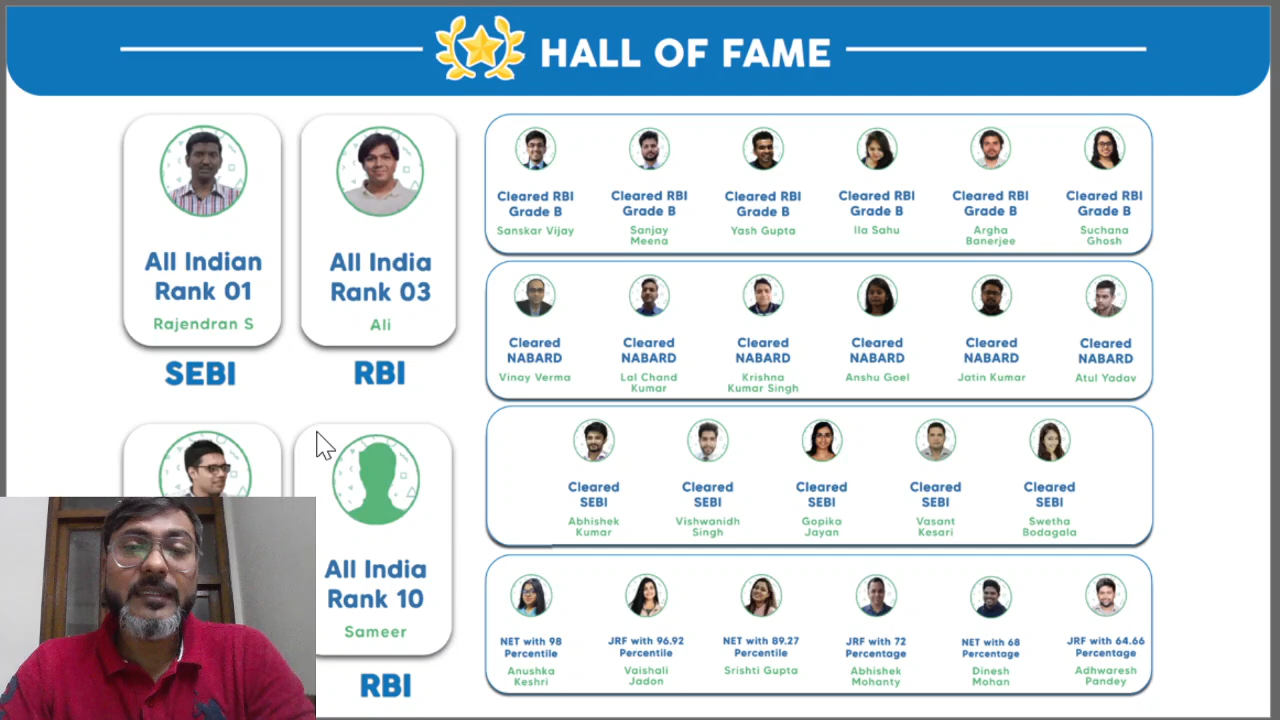 HALL OF FAME
All Indian
Rank 01
Rajendran S
SEBI
All India
Rank 03
Ali
RBI
All India
Rank 10
Sameer
RBI
Cleared RBI
Grade B
Sanskar Vijay
Cleared RBI
Grade B
Sanjay
Meena
Cleared RBI
Grade B
Yash Gupta
Cleared RBI
Grade B
Ila Sahu
Cleared RBI
Grade B
Argha
Banerjee
Cleared RBI
Grade B
Suchana
Ghosh
Cleared
NABARD
Vinay Verma
Cleared
NABARD
Lal Chand
Kumar
Cleared
NABARD
Krishna
Kumar Singh
Cleared
NABARD
Anshu Goel
Cleared
NABARD
Jatin Kumar
Cleared
NABARD
Atul Yadav
Cleared
SEBI
Abhishek
Kumar
Cleared
SEBI
Vishwanidh
Singh
Cleared
SEBI
Gopika
Jayan
Cleared
SEBI
Vasant
Kesari
Cleared
SEBI
Swetha
Bodagala
NET with 98
Percentile
Anushka
Keshri
JRF with 96.92
Percentile
Vaishali
Jadon
NET with 89.27
Percentile
Srishti Gupta
JRF with 72
Percentage
Abhishek
Mohanty
NET with 68
Percentage
Dinesh
Mohan
JRF with 64.66
Percentage
Adhwaresh
Pandey